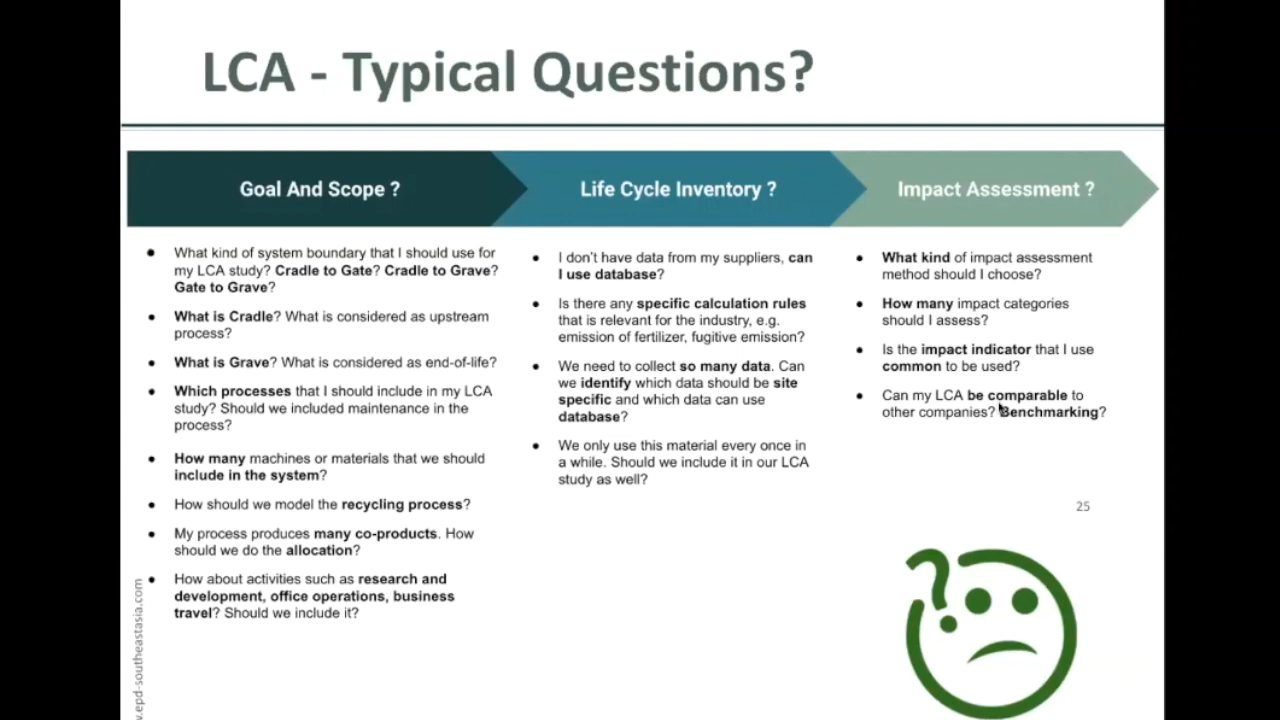 LCA - Typical Questions?
Goal And Scope ?
Life Cycle Inventory ?
Impact Assessment ?
What kind of system boundary that I should use for
my LCA study? Cradle to Gate? Cradle to Grave?
Gate to Grave?
What is Cradle? What is considered as upstream
process?
What is Grave? What is considered as end-of-life?
Which processes that I should include in my LCA
study? Should we included maintenance in the
process?
How many machines or materials that we should
include in the system?
How should we model the recycling process?
My process produces many co-products. How
should we do the allocation?
How about activities such as research and
development, office operations, business
travel? Should we include it?
I don't have data from my suppliers, can
I use database?
Is there any specific calculation rules
that is relevant for the industry, e.g.
emission of fertilizer, fugitive emission?
We need to collect so many data. Can
we identify which data should be site
specific and which data can use
database?
We only use this material every once in
a while. Should we include it in our LCA
study as well?
What kind of impact assessment
method should I choose?
How many impact categories
should I assess?
Is the impact indicator that I use
common to be used?
Can my LCA be comparable to
other companies? Benchmarking?
25
.epd-southeastasia.com